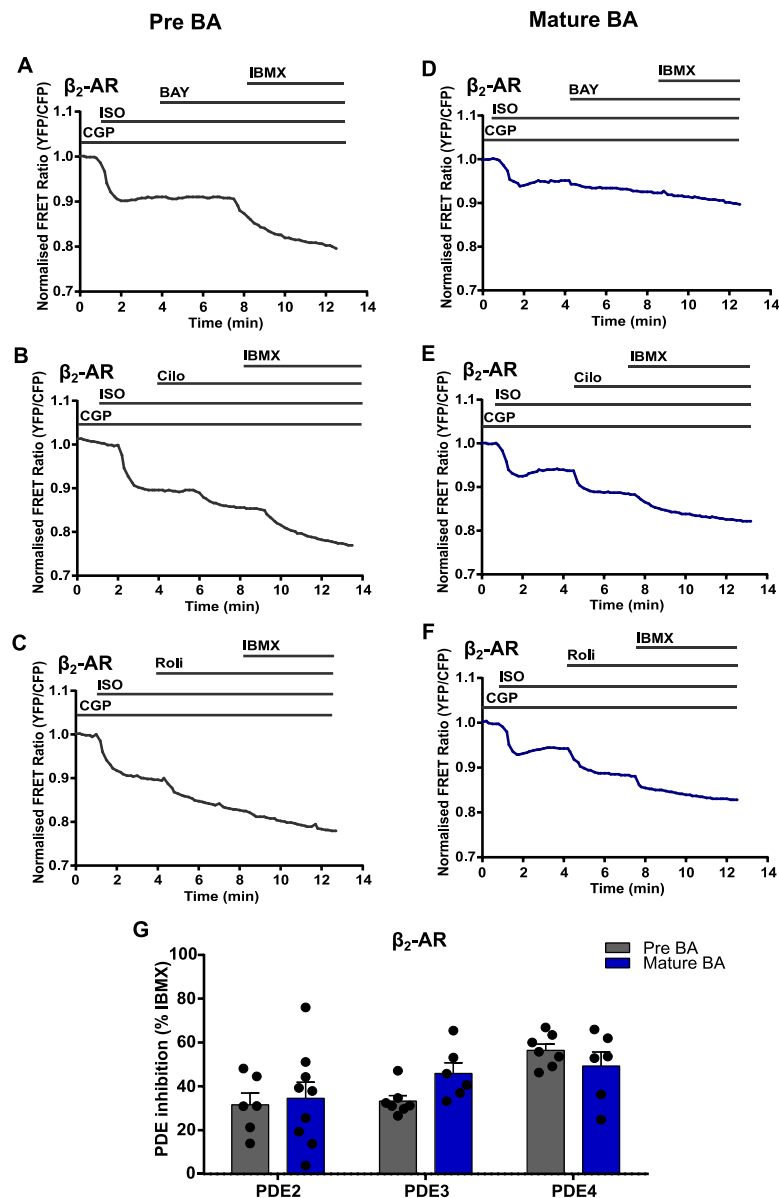 Pre BA
Mature BA
A
β₂-AR
IBMX
BAY
ISO
CGP
1.1
1.0
0.9
0.8
0.7
Normalised FRET Ratio (YFP/CFP)
0 2 4 6 8 10 12 14
Time (min)
D
β₂-AR
IBMX
BAY
ISO
CGP
1.1
1.0
0.9
0.8
0.7
Normalised FRET Ratio (YFP/CFP)
0 2 4 6 8 10 12 14
Time (min)
B
β₂-AR
IBMX
Cilo
ISO
CGP
1.1
1.0
0.9
0.8
0.7
Normalised FRET Ratio (YFP/CFP)
0 2 4 6 8 10 12 14
Time (min)
E
β₂-AR
IBMX
Cilo
ISO
CGP
1.1
1.0
0.9
0.8
0.7
Normalised FRET Ratio (YFP/CFP)
0 2 4 6 8 10 12 14
Time (min)
C
β₂-AR
IBMX
Roli
ISO
CGP
1.1
1.0
0.9
0.8
0.7
Normalised FRET Ratio (YFP/CFP)
0 2 4 6 8 10 12 14
Time (min)
F
β₂-AR
IBMX
Roli
ISO
CGP
1.1
1.0
0.9
0.8
0.7
Normalised FRET Ratio (YFP/CFP)
0 2 4 6 8 10 12 14
Time (min)
G
β₂-AR
Pre BA
Mature BA
100
80
60
40
20
0
PDE inhibition (% IBMX)
PDE2 PDE3 PDE4